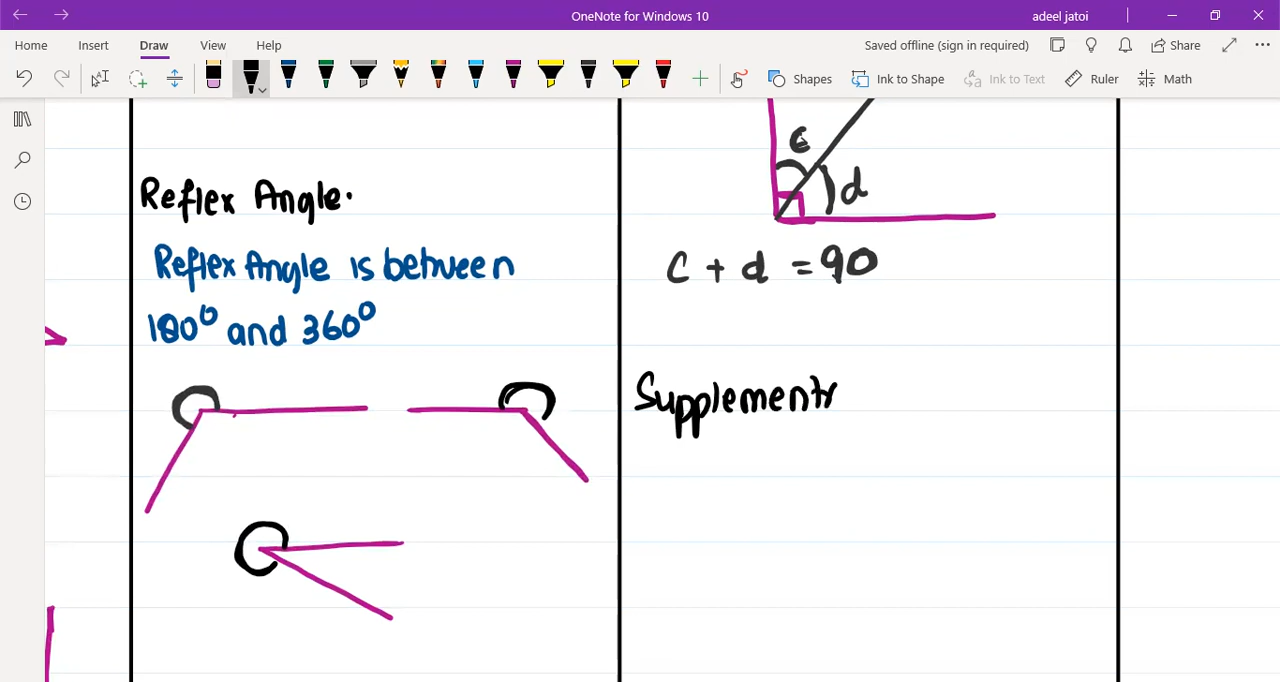 OneNote for Windows 10
adeel jatoi
Home Insert Draw View Help
Saved offline (sign in required)
Share
Shapes
Ink to Shape
Ink to Text
Ruler
Math
Reflex Angle.
Reflex Angle is between
180° and 360°
c
d
c + d = 90
Supplementr